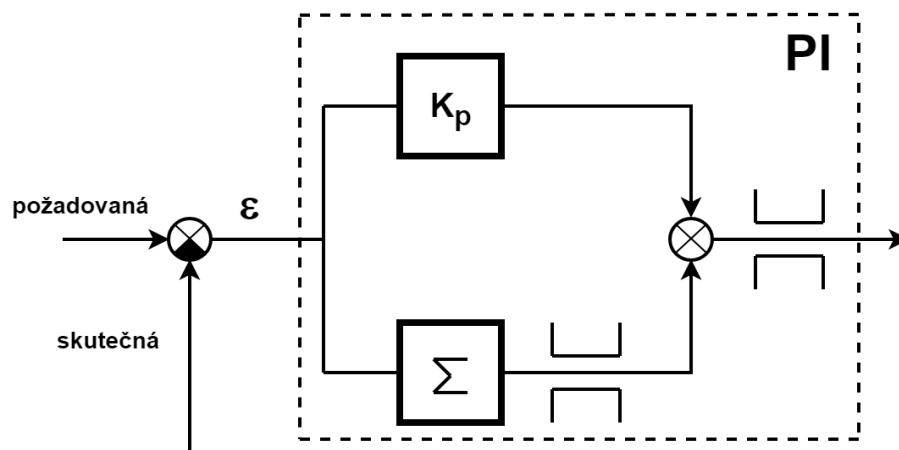 PI
Kp
požadovaná
ε
skutečná
Σ